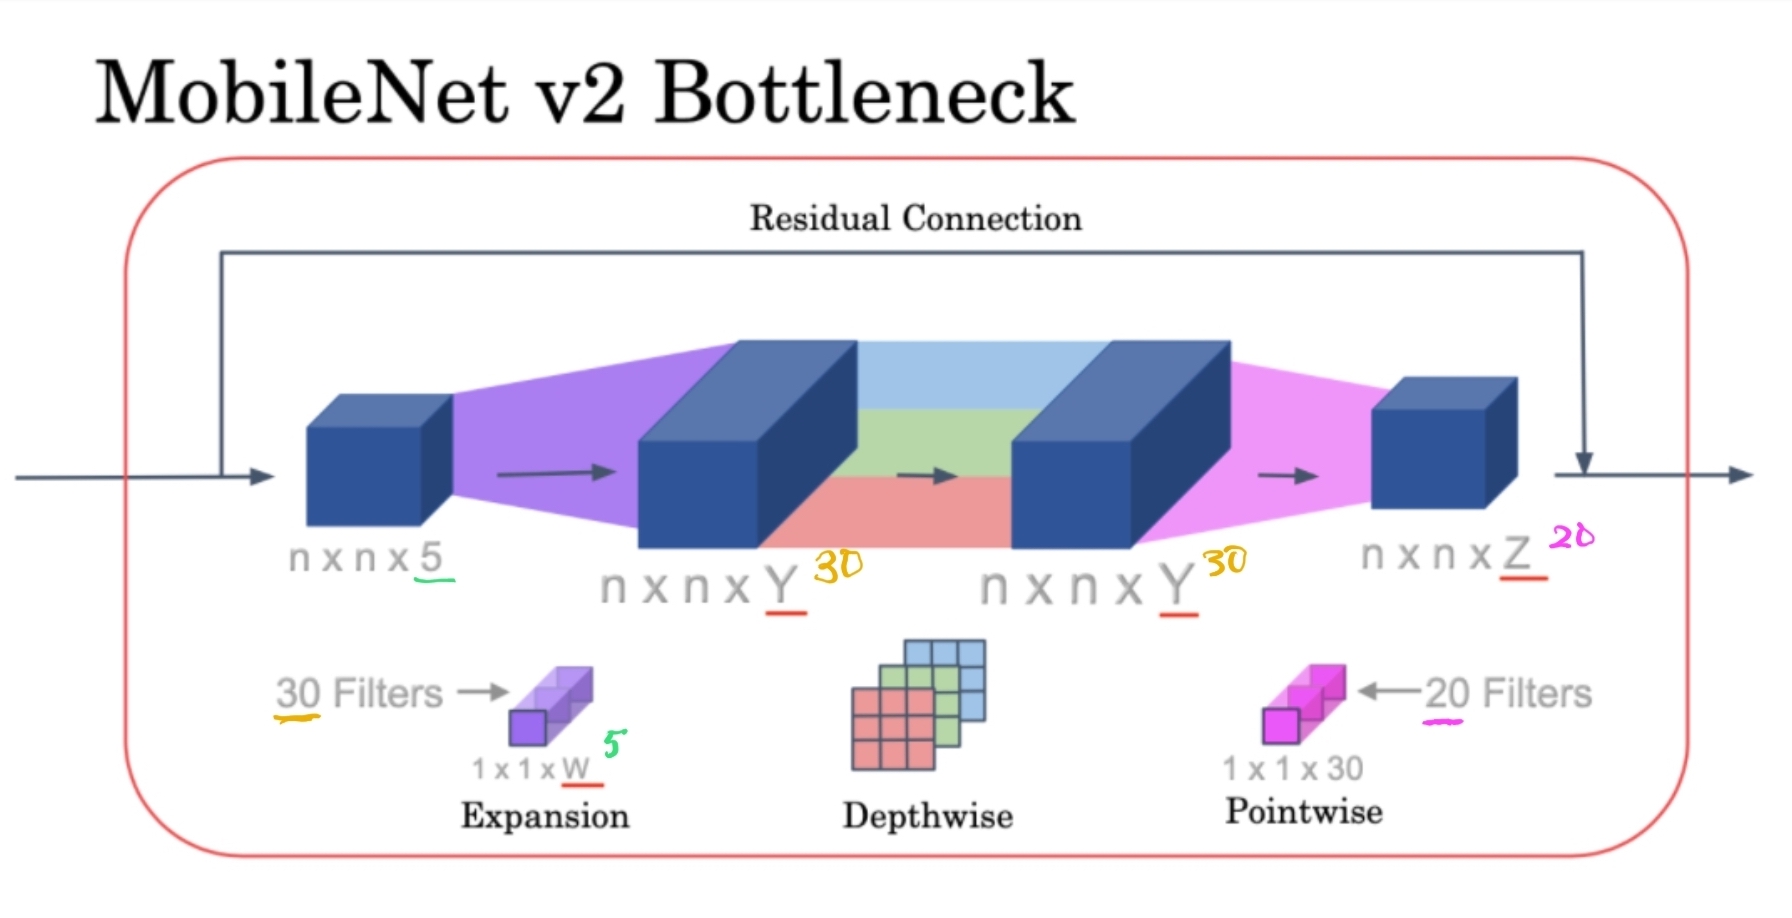 MobileNet v2 Bottleneck
Residual Connection
n x n x 5
n x n x Y 30
n x n x Y 30
n x n x Z 20
30 Filters
1 x 1 x W 5
Expansion
Depthwise
20 Filters
1 x 1 x 30
Pointwise